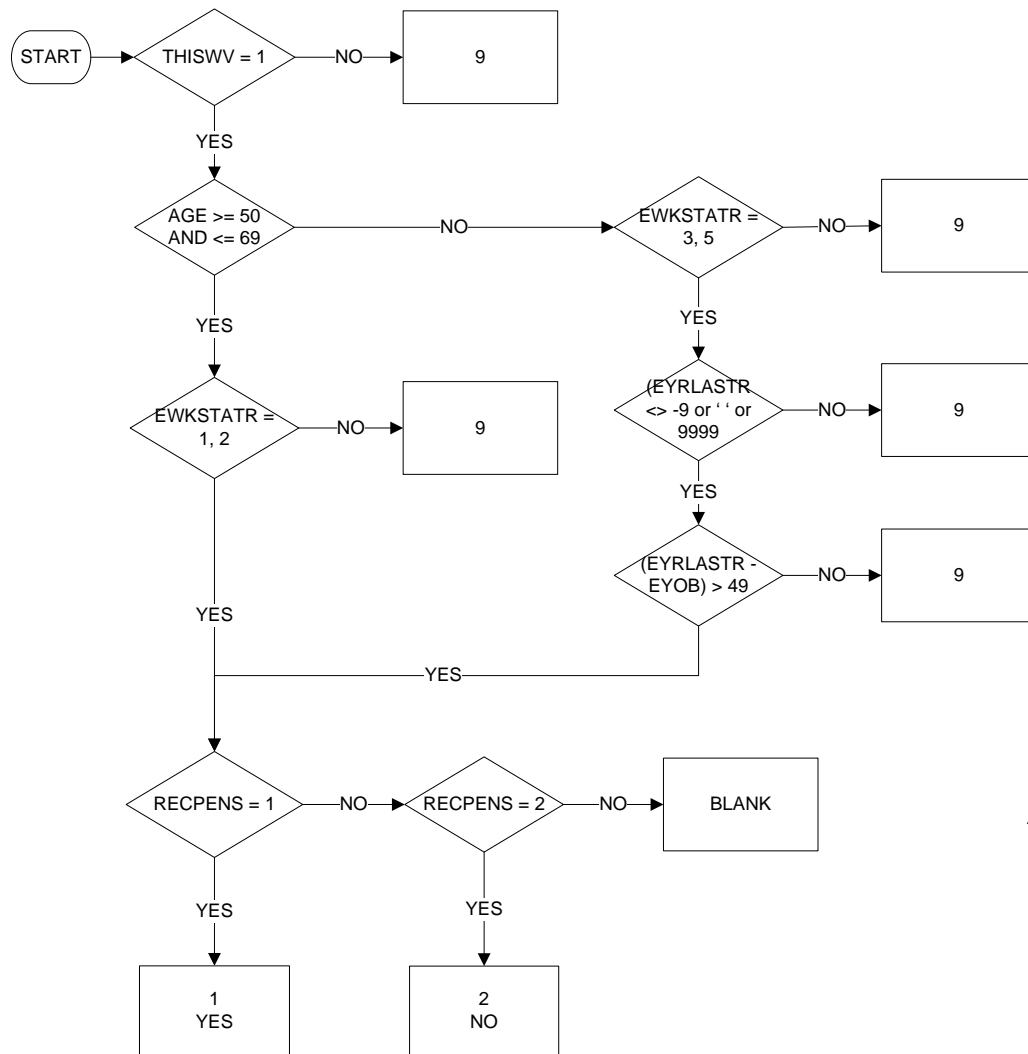 START
THISWV = 1
NO
9
YES
AGE >= 50
AND <= 69
NO
EWKSTATR =
3, 5
NO
9
YES
YES
EWKSTATR =
1, 2
NO
9
(EYRLASTR
<> -9 or ‘ ‘ or
9999
NO
9
YES
(EYRLASTR -
EYOB) > 49
NO
9
YES
YES
RECPENS = 1
NO
RECPENS = 2
NO
BLANK
YES
YES
1
YES
2
NO